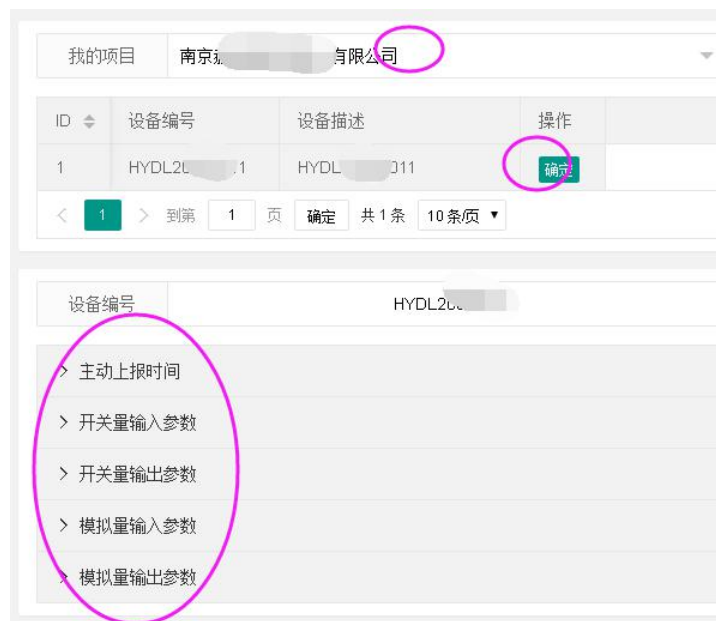 我的项目 南京 有限公司
ID 设备编号 设备描述 操作
1 HYDL20 1 HYDL 011 确定
1 到第 1 页 确定 共1条 10条/页
设备编号 HYDL20
主动上报时间
开关量输入参数
开关量输出参数
模拟量输入参数
模拟量输出参数